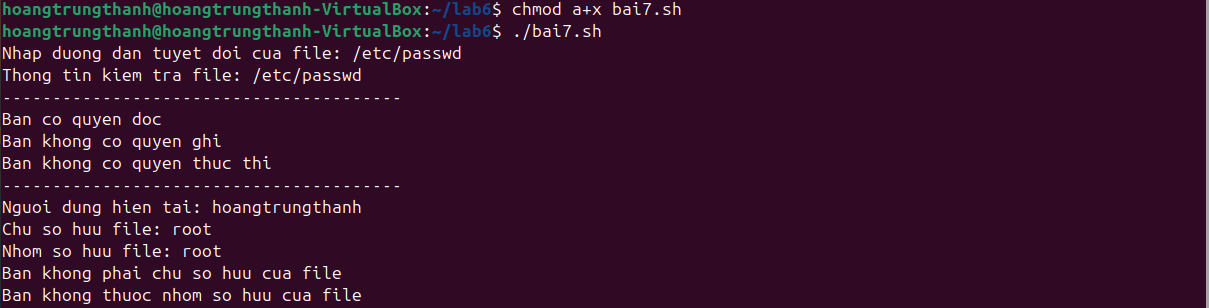 hoangtrungthanh@hoangtrungthanh-VirtualBox:~/lab6$ chmod a+x bai7.sh
hoangtrungthanh@hoangtrungthanh-VirtualBox:~/lab6$ ./bai7.sh
Nhap duong dan tuyet doi cua file: /etc/passwd
Thong tin kiem tra file: /etc/passwd
----------------------------------------
Ban co quyen doc
Ban khong co quyen ghi
Ban khong co quyen thuc thi
----------------------------------------
Nguoi dung hien tai: hoangtrungthanh
Chu so huu file: root
Nhom so huu file: root
Ban khong phai chu so huu cua file
Ban khong thuoc nhom so huu cua file